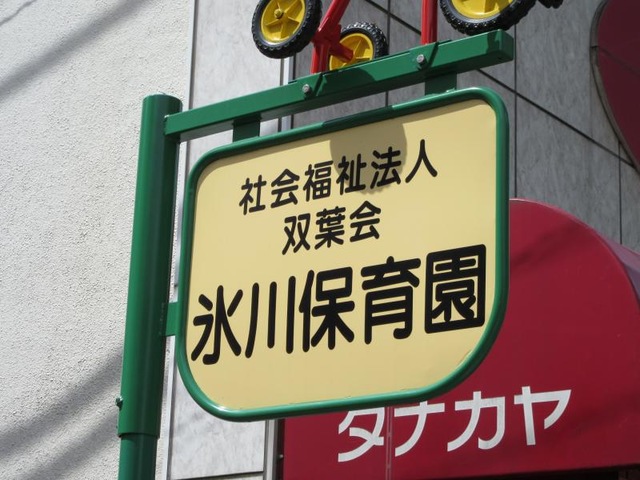 社会福祉法人
双葉会
氷川保育園
タナカヤ